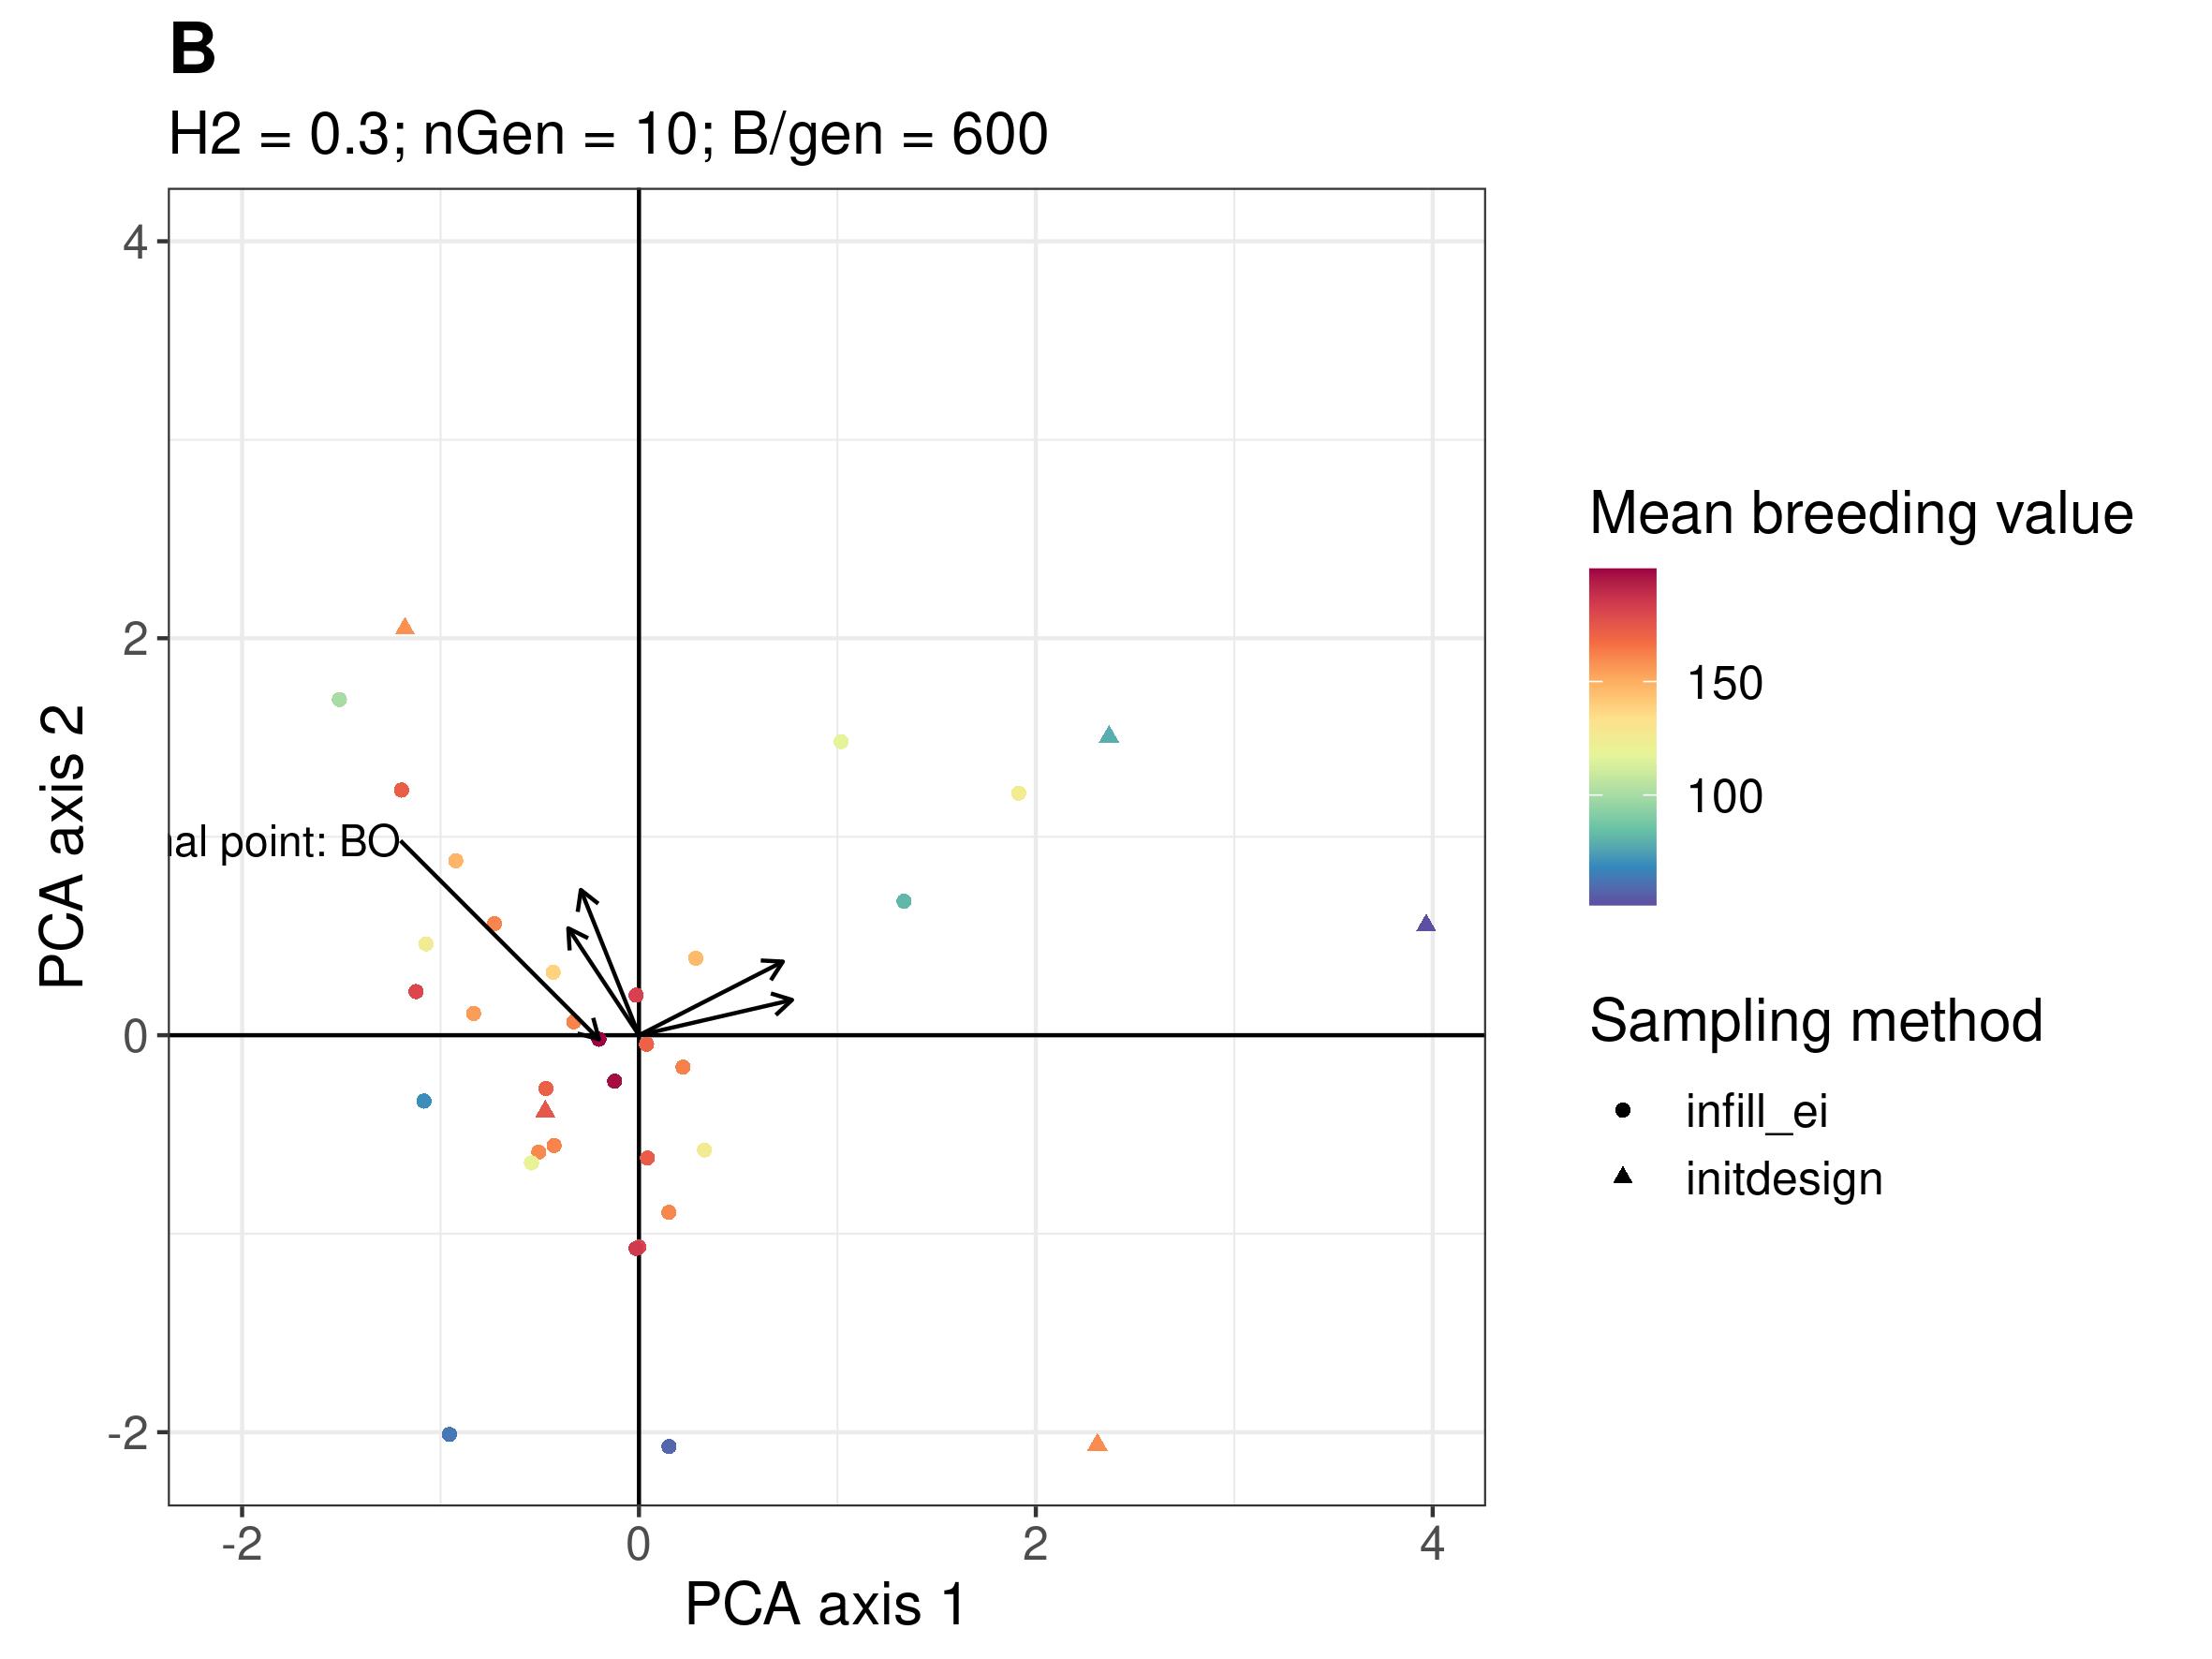 B
H2 = 0.3; nGen = 10; B/gen = 600
4
2
0
-2
PCA axis 2
al point: BO
-2
0
2
4
PCA axis 1
Mean breeding value
150
100
Sampling method
infill_ei
initdesign